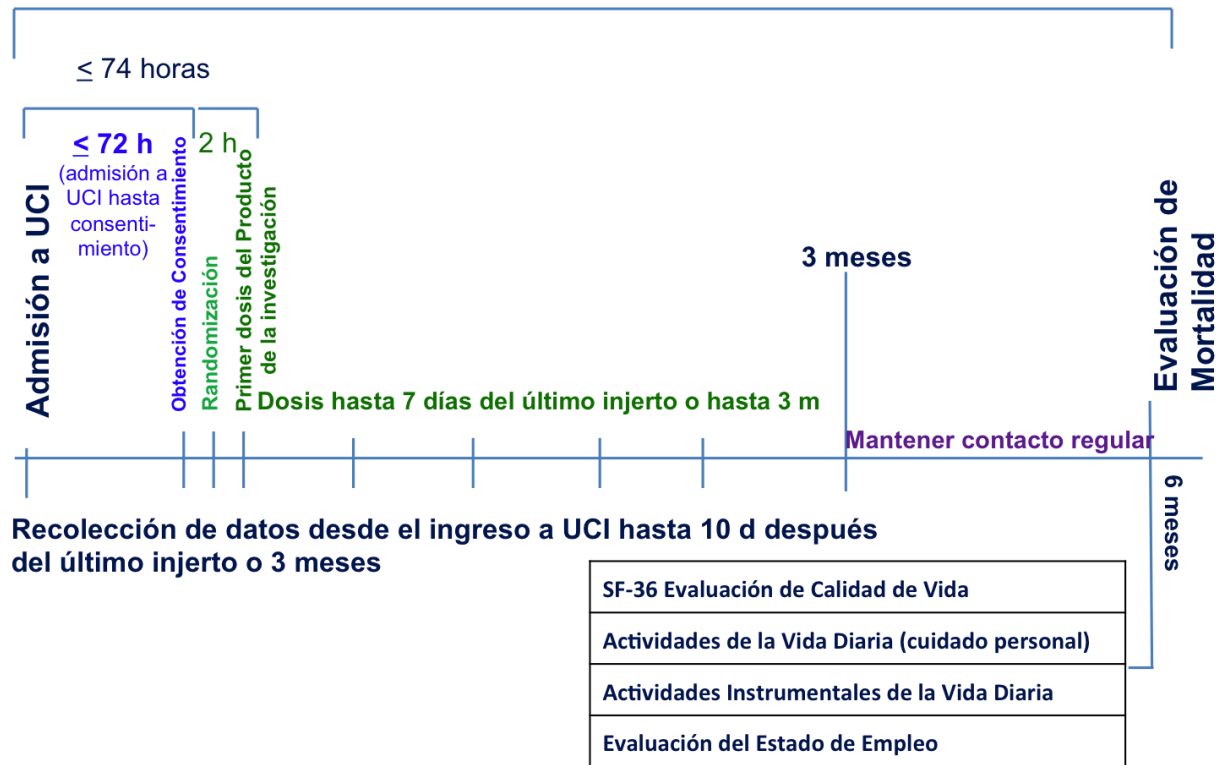 ≤ 74 horas
≤ 72 h
(admisión a
UCI hasta
consenti-
miento)
2 h
Admisión a UCI
Obtención de Consentimiento
Randomización
Primer dosis del Producto
de la investigación
Dosis hasta 7 días del último injerto o hasta 3 m
3 meses
Mantener contacto regular
Evaluación de
Mortalidad
6 meses
Recolección de datos desde el ingreso a UCI hasta 10 d después
del último injerto o 3 meses
SF-36 Evaluación de Calidad de Vida
Actividades de la Vida Diaria (cuidado personal)
Actividades Instrumentales de la Vida Diaria
Evaluación del Estado de Empleo